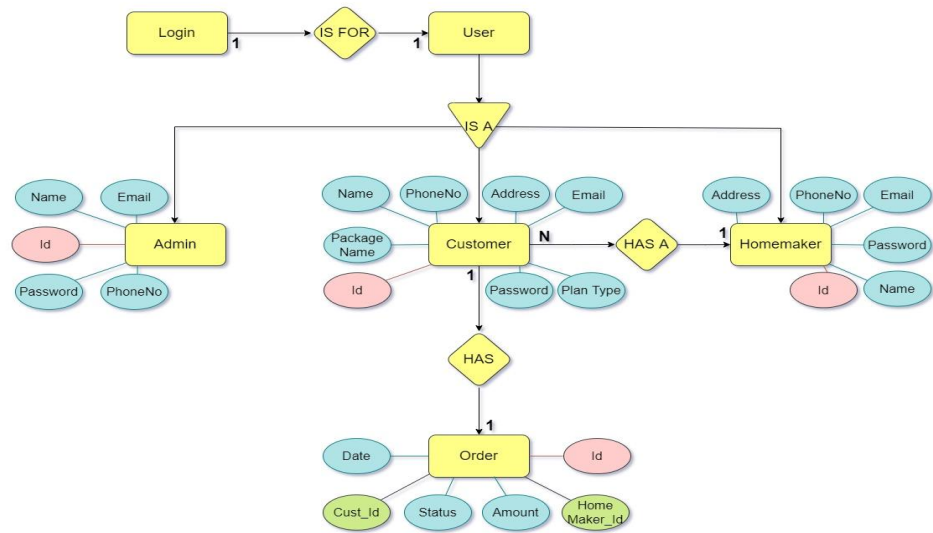 Login
1
IS FOR
1
User
IS A
Name
Email
Id
Admin
Password
PhoneNo
Name
PhoneNo
Address
Email
Package
Name
Customer
N
1
Id
Password
Plan Type
HAS A
1
Address
PhoneNo
Email
Homemaker
Password
Id
Name
HAS
1
Date
Order
Id
Cust_Id
Status
Amount
Home
Maker_Id